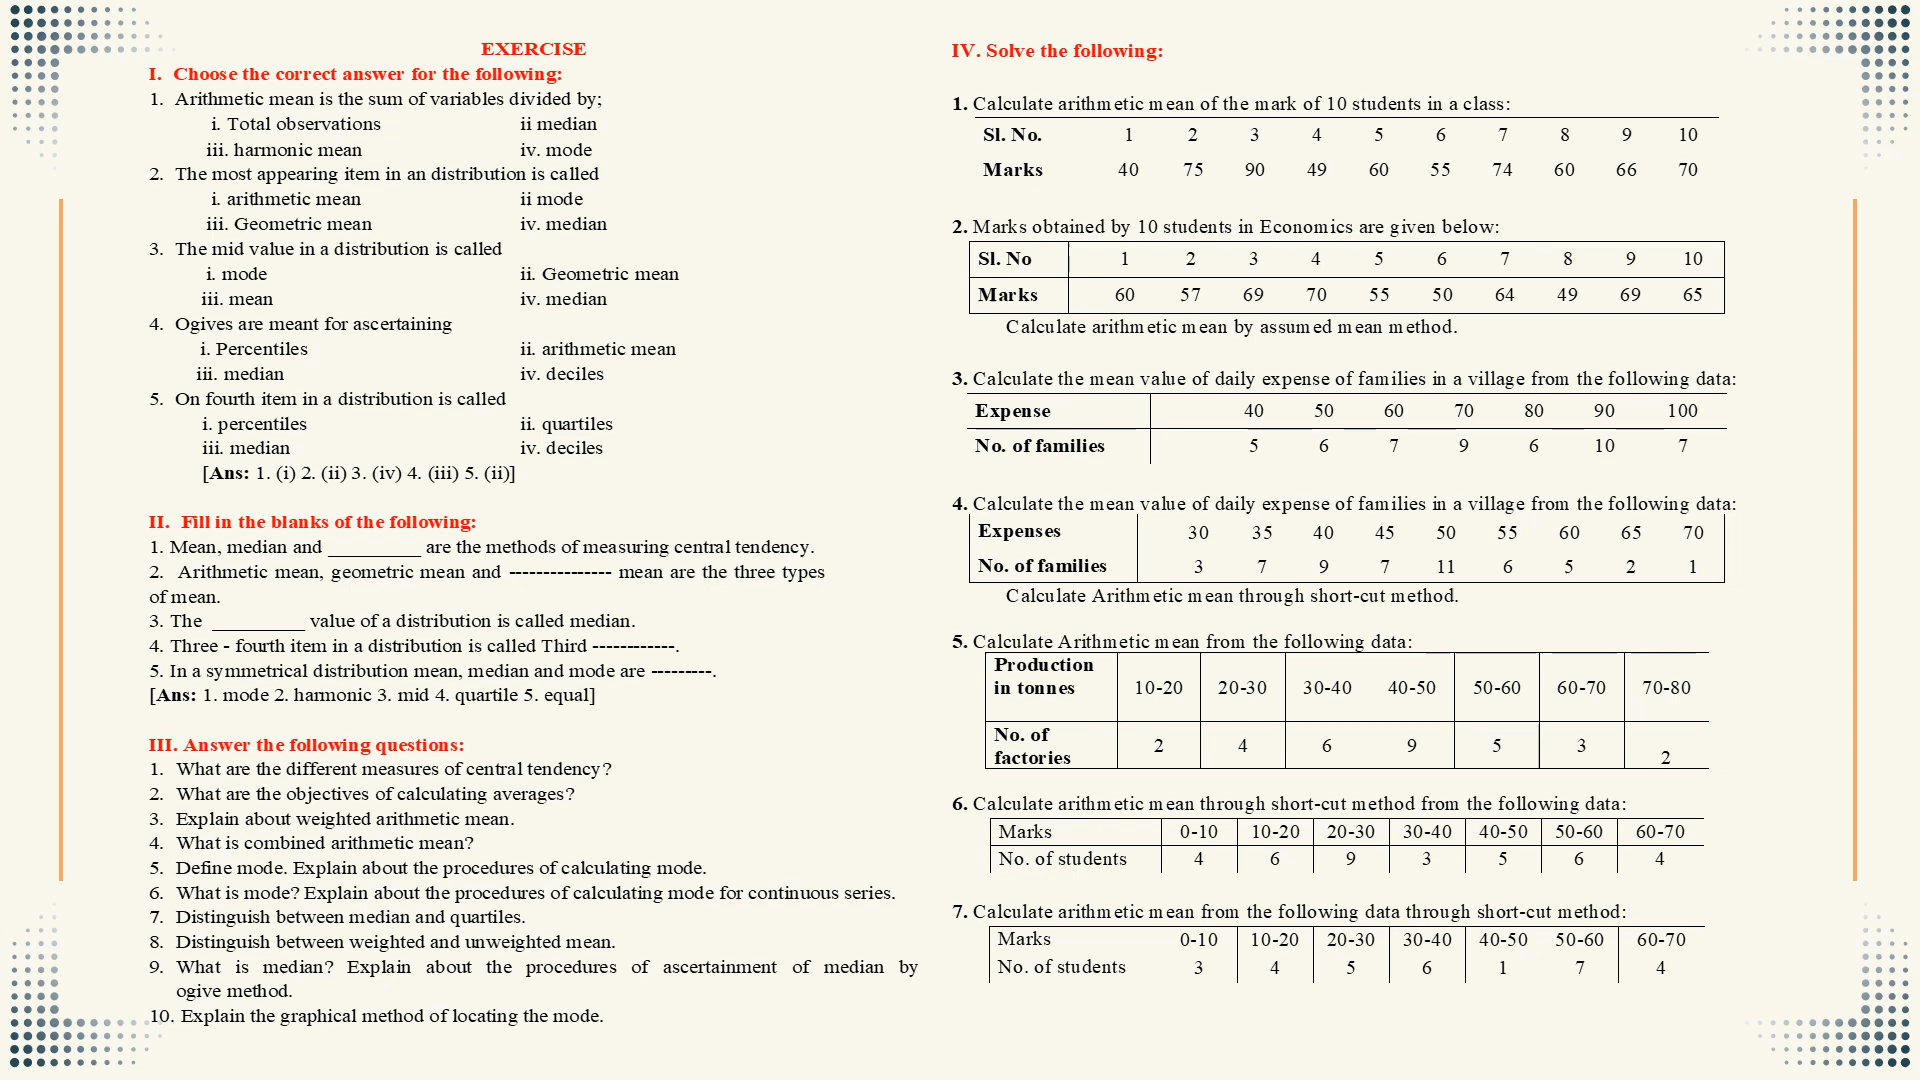 EXERCISE
I. Choose the correct answer for the following:
1. Arithmetic mean is the sum of variables divided by;
i. Total observations ii median
iii. harmonic mean iv. mode
2. The most appearing item in an distribution is called
i. arithmetic mean ii mode
iii. Geometric mean iv. median
3. The mid value in a distribution is called
i. mode ii. Geometric mean
iii. mean iv. median
4. Ogives are meant for ascertaining
i. Percentiles ii. arithmetic mean
iii. median iv. deciles
5. On fourth item in a distribution is called
i. percentiles ii. quartiles
iii. median iv. deciles
[Ans: 1. (i) 2. (ii) 3. (iv) 4. (iii) 5. (ii)]
II. Fill in the blanks of the following:
1. Mean, median and _________ are the methods of measuring central tendency.
2. Arithmetic mean, geometric mean and --------------- mean are the three types
of mean.
3. The _________ value of a distribution is called median.
4. Three - fourth item in a distribution is called Third ------------.
5. In a symmetrical distribution mean, median and mode are ---------.
[Ans: 1. mode 2. harmonic 3. mid 4. quartile 5. equal]
III. Answer the following questions:
1. What are the different measures of central tendency?
2. What are the objectives of calculating averages?
3. Explain about weighted arithmetic mean.
4. What is combined arithmetic mean?
5. Define mode. Explain about the procedures of calculating mode.
6. What is mode? Explain about the procedures of calculating mode for continuous series.
7. Distinguish between median and quartiles.
8. Distinguish between weighted and unweighted mean.
9. What is median? Explain about the procedures of ascertainment of median by
ogive method.
10. Explain the graphical method of locating the mode.
IV. Solve the following:
1. Calculate arithmetic mean of the mark of 10 students in a class:
Sl. No. 1 2 3 4 5 6 7 8 9 10
Marks 40 75 90 49 60 55 74 60 66 70
2. Marks obtained by 10 students in Economics are given below:
Sl. No 1 2 3 4 5 6 7 8 9 10
Marks 60 57 69 70 55 50 64 49 69 65
Calculate arithmetic mean by assumed mean method.
3. Calculate the mean value of daily expense of families in a village from the following data:
Expense 40 50 60 70 80 90 100
No. of families 5 6 7 9 6 10 7
4. Calculate the mean value of daily expense of families in a village from the following data:
Expenses 30 35 40 45 50 55 60 65 70
No. of families 3 7 9 7 11 6 5 2 1
Calculate Arithmetic mean through short-cut method.
5. Calculate Arithmetic mean from the following data:
Production
in tonnes 10-20 20-30 30-40 40-50 50-60 60-70 70-80
No. of
factories 2 4 6 9 5 3 2
6. Calculate arithmetic mean through short-cut method from the following data:
Marks 0-10 10-20 20-30 30-40 40-50 50-60 60-70
No. of students 4 6 9 3 5 6 4
7. Calculate arithmetic mean from the following data through short-cut method:
Marks 0-10 10-20 20-30 30-40 40-50 50-60 60-70
No. of students 3 4 5 6 1 7 4